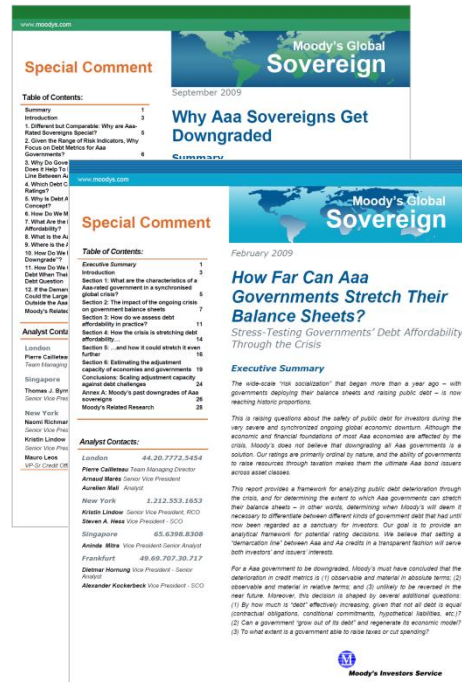 www.moodys.com
Moody's Global
Sovereign
Special Comment
September 2009
Table of Contents:
Summary 1
Introduction 3
1. Different but Comparable: Why are Aaa-
Rated Sovereigns Special? 5
2. Given the Range of Risk Indicators, Why
Focus on Debt Metrics for Aaa
Governments? 6
3. Why Do Gove
Does it Help To
Line Between Aa
4. Which Debt C
Ratings?
5. Why Is Debt A
Concept?
6. How Do We M
7. What Are the
Affordability?
8. What is the Aa
9. Where is the A
10. How Do We
Downgrade"?
11. How Do We
Debt When Thei
Debt Question
12. If the Deman
Could the Large
Outside the Aaa
Moody's Related
Analyst Conta
London
Pierre Cailletea
Team Managing
Singapore
Thomas J. Byrn
Senior Vice Pres
New York
Naomi Richmar
Senior Vice Pres
Kristin Lindow
Senior Vice Pres
Mauro Leos
VP-Sr Credit Offi
Why Aaa Sovereigns Get
Downgraded
Summary
www.moodys.com
Moody's Global
Sovereign
Special Comment
February 2009
Table of Contents:
Executive Summary 1
Introduction 3
Section 1: What are the characteristics of a
Aaa-rated government in a synchronised
global crisis? 5
Section 2: The impact of the ongoing crisis
on government balance sheets 7
Section 3: How do we assess debt
affordability in practice? 11
Section 4: How the crisis is stretching debt
affordability… 14
Section 5: …and how it could stretch it even
further 16
Section 6: Estimating the adjustment
capacity of economies and governments 19
Conclusions: Scaling adjustment capacity
against debt challenges 24
Annex A: Moody's past downgrades of Aaa
sovereigns 26
Moody's Related Research 28
Analyst Contacts:
London 44.20.7772.5454
Pierre Cailleteau Team Managing Director
Arnaud Marès Senior Vice President
Aurelien Mali Analyst
New York 1.212.553.1653
Kristin Lindow Senior Vice President, RCO
Steven A. Hess Vice President - SCO
Singapore 65.6398.8308
Aninda Mitra Vice President-Senior Analyst
Frankfurt 49.69.707.30.717
Dietmar Hornung Vice President - Senior
Analyst
Alexander Kockerbeck Vice President - SCO
How Far Can Aaa
Governments Stretch Their
Balance Sheets?
Stress-Testing Governments' Debt Affordability
Through the Crisis
Executive Summary
The wide-scale "risk socialization" that began more than a year ago – with
governments deploying their balance sheets and raising public debt – is now
reaching historic proportions.
This is raising questions about the safety of public debt for investors during the
very severe and synchronized ongoing global economic downturn. Although the
economic and financial foundations of most Aaa economies are affected by the
crisis, Moody's does not believe that downgrading all Aaa governments is a
solution. Our ratings are primarily ordinal by nature, and the ability of governments
to raise resources through taxation makes them the ultimate Aaa bond issuers
across asset classes.
This report provides a framework for analyzing public debt deterioration through
the crisis, and for determining the extent to which Aaa governments can stretch
their balance sheets – in other words, determining when Moody's will deem it
necessary to differentiate between different kinds of government debt that had until
now been regarded as a sanctuary for investors. Our goal is to provide an
analytical framework for potential rating decisions. We believe that setting a
"demarcation line" between Aaa and Aa credits in a transparent fashion will serve
both investors' and issuers' interests.
For a Aaa government to be downgraded, Moody's must have concluded that the
deterioration in credit metrics is (1) observable and material in absolute terms; (2)
observable and material in relative terms; and (3) unlikely to be reversed in the
near future. Moreover, this decision is shaped by several additional questions:
(1) By how much is "debt" effectively increasing, given that not all debt is equal
(contractual obligations, conditional commitments, hypothetical liabilities, etc.)?
(2) Can a government "grow out of its debt" and regenerate its economic model?
(3) To what extent is a government able to raise taxes or cut spending?
Moody's Investors Service